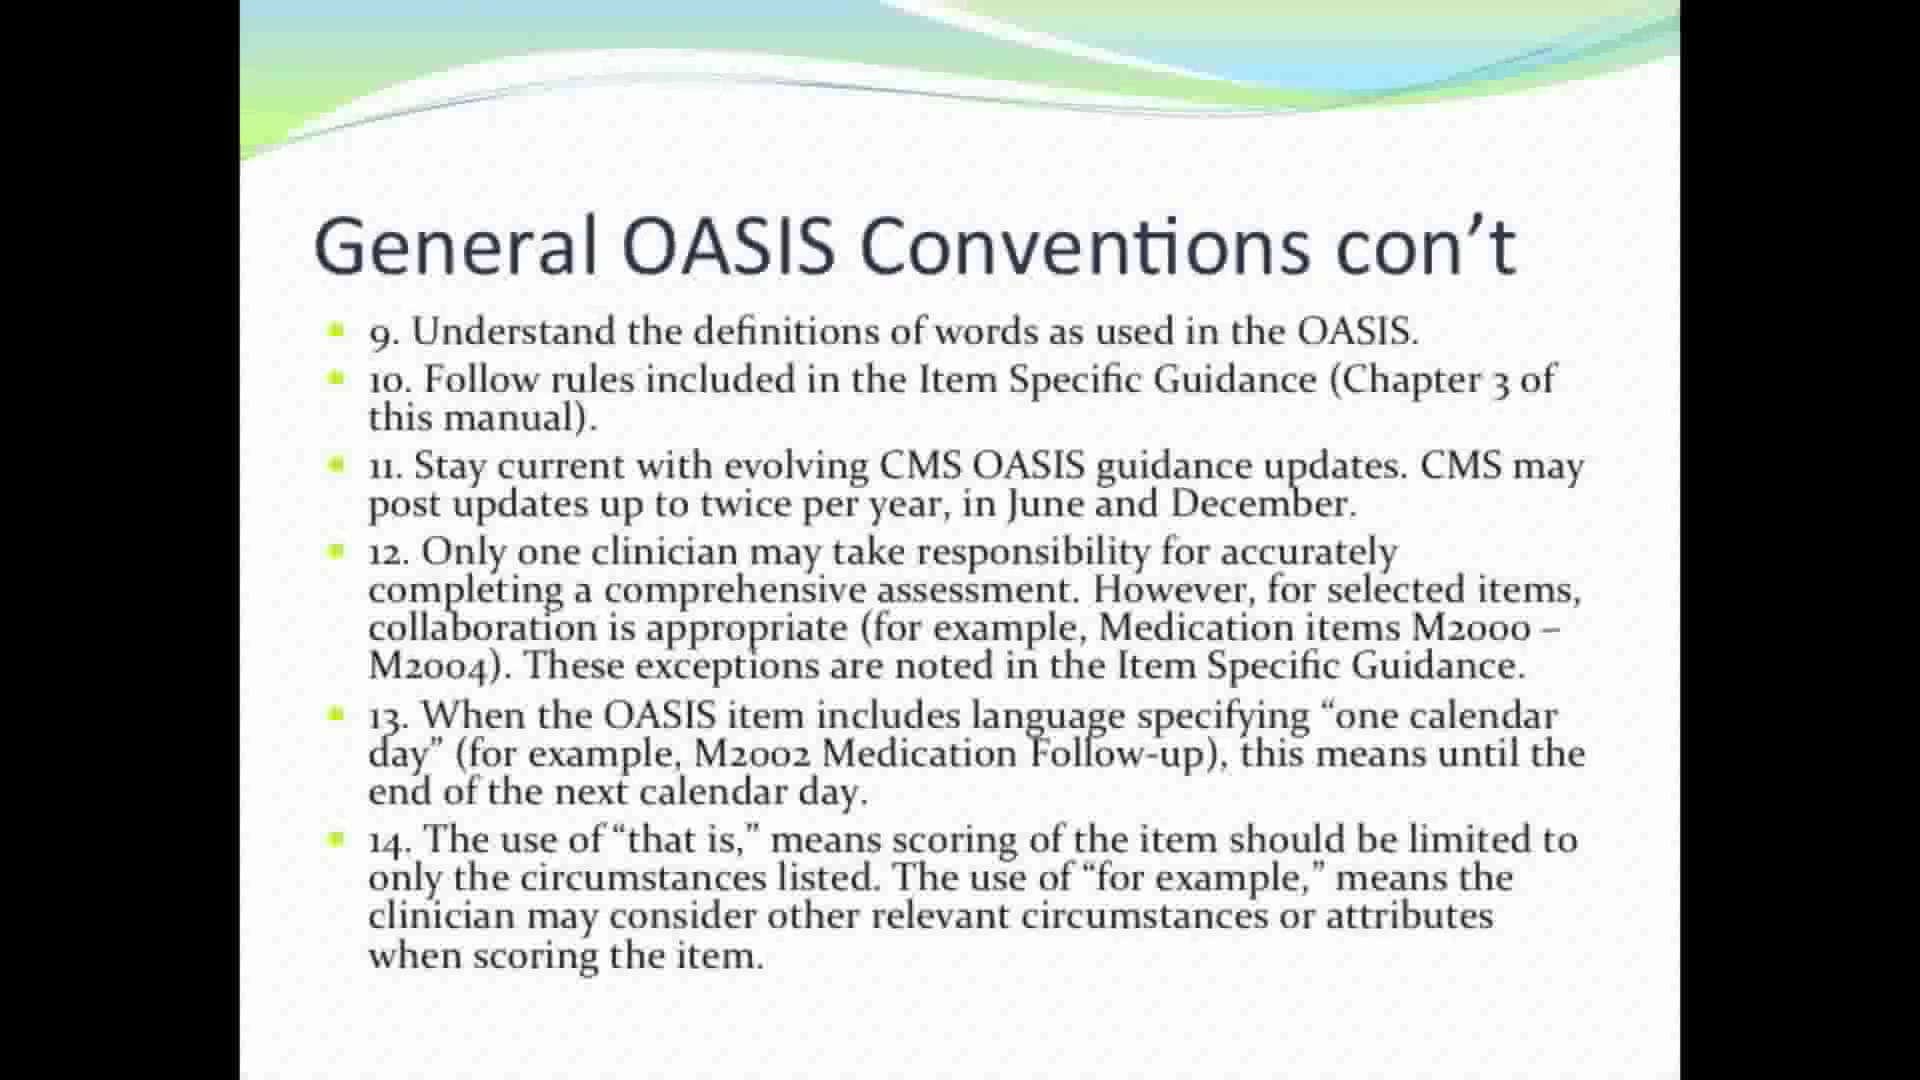 General OASIS Conventions con’t
9. Understand the definitions of words as used in the OASIS.
10. Follow rules included in the Item Specific Guidance (Chapter 3 of
this manual).
11. Stay current with evolving CMS OASIS guidance updates. CMS may
post updates up to twice per year, in June and December.
12. Only one clinician may take responsibility for accurately
completing a comprehensive assessment. However, for selected items,
collaboration is appropriate (for example, Medication items M2000 –
M2004). These exceptions are noted in the Item Specific Guidance.
13. When the OASIS item includes language specifying “one calendar
day” (for example, M2002 Medication Follow-up), this means until the
end of the next calendar day.
14. The use of “that is,” means scoring of the item should be limited to
only the circumstances listed. The use of “for example,” means the
clinician may consider other relevant circumstances or attributes
when scoring the item.